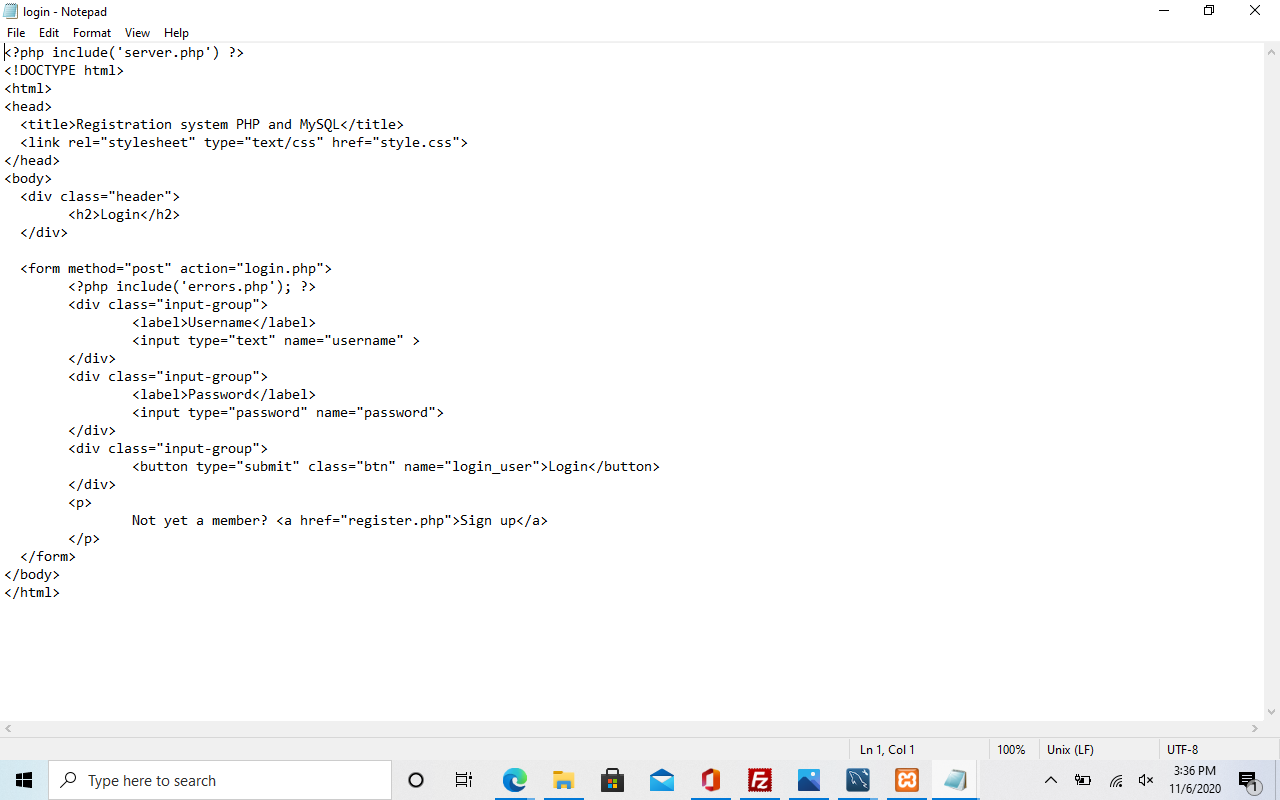 login - Notepad
File Edit Format View Help
<?php include('server.php') ?>
<!DOCTYPE html>
<html>
<head>
  <title>Registration system PHP and MySQL</title>
  <link rel="stylesheet" type="text/css" href="style.css">
</head>
<body>
  <div class="header">
        <h2>Login</h2>
  </div>

  <form method="post" action="login.php">
        <?php include('errors.php'); ?>
        <div class="input-group">
                <label>Username</label>
                <input type="text" name="username" >
        </div>
        <div class="input-group">
                <label>Password</label>
                <input type="password" name="password">
        </div>
        <div class="input-group">
                <button type="submit" class="btn" name="login_user">Login</button>
        </div>
        <p>
                Not yet a member? <a href="register.php">Sign up</a>
        </p>
  </form>
</body>
</html>
Ln 1, Col 1 100% Unix (LF) UTF-8
Type here to search
Fz
3:36 PM
11/6/2020
1